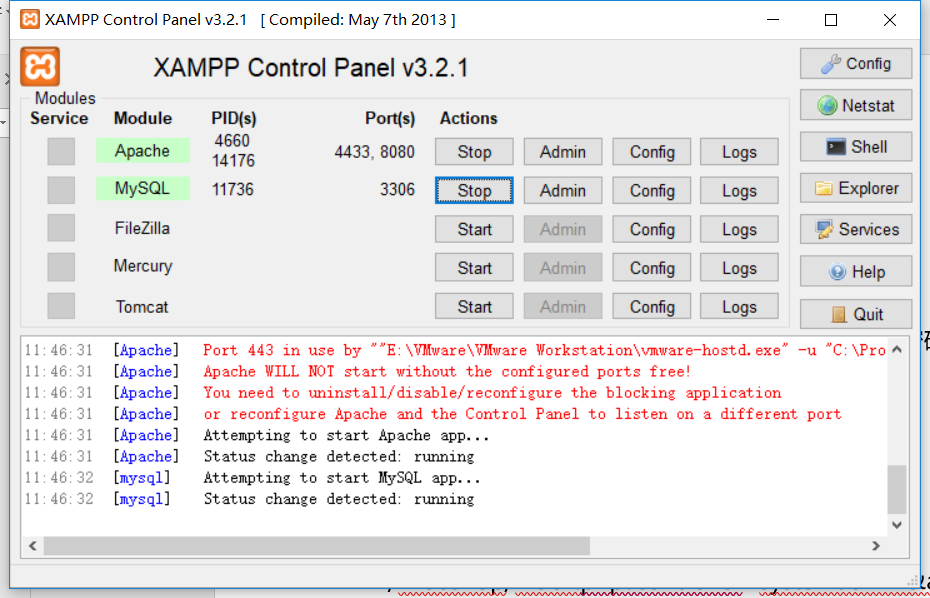 XAMPP Control Panel v3.2.1 [ Compiled: May 7th 2013 ]
XAMPP Control Panel v3.2.1
Config
Netstat
Shell
Explorer
Services
Help
Quit
Modules
Service Module PID(s) Port(s) Actions
Apache 4660 14176 4433, 8080 Stop Admin Config Logs
MySQL 11736 3306 Stop Admin Config Logs
FileZilla Start Admin Config Logs
Mercury Start Admin Config Logs
Tomcat Start Admin Config Logs
11:46:31 [Apache] Port 443 in use by ""E:\VMware\VMware Workstation\vmware-hostd.exe" -u "C:\Pro
11:46:31 [Apache] Apache WILL NOT start without the configured ports free!
11:46:31 [Apache] You need to uninstall/disable/reconfigure the blocking application
11:46:31 [Apache] or reconfigure Apache and the Control Panel to listen on a different port
11:46:31 [Apache] Attempting to start Apache app...
11:46:31 [Apache] Status change detected: running
11:46:32 [mysql] Attempting to start MySQL app...
11:46:32 [mysql] Status change detected: running